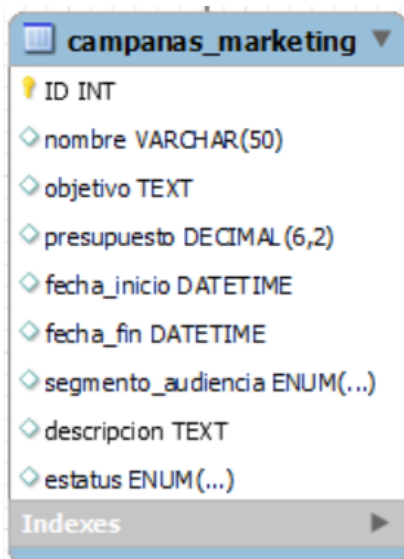 campanas_marketing
ID INT
nombre VARCHAR(50)
objetivo TEXT
presupuesto DECIMAL(6,2)
fecha_inicio DATETIME
fecha_fin DATETIME
segmento_audiencia ENUM(...)
descripcion TEXT
estatus ENUM(...)
Indexes